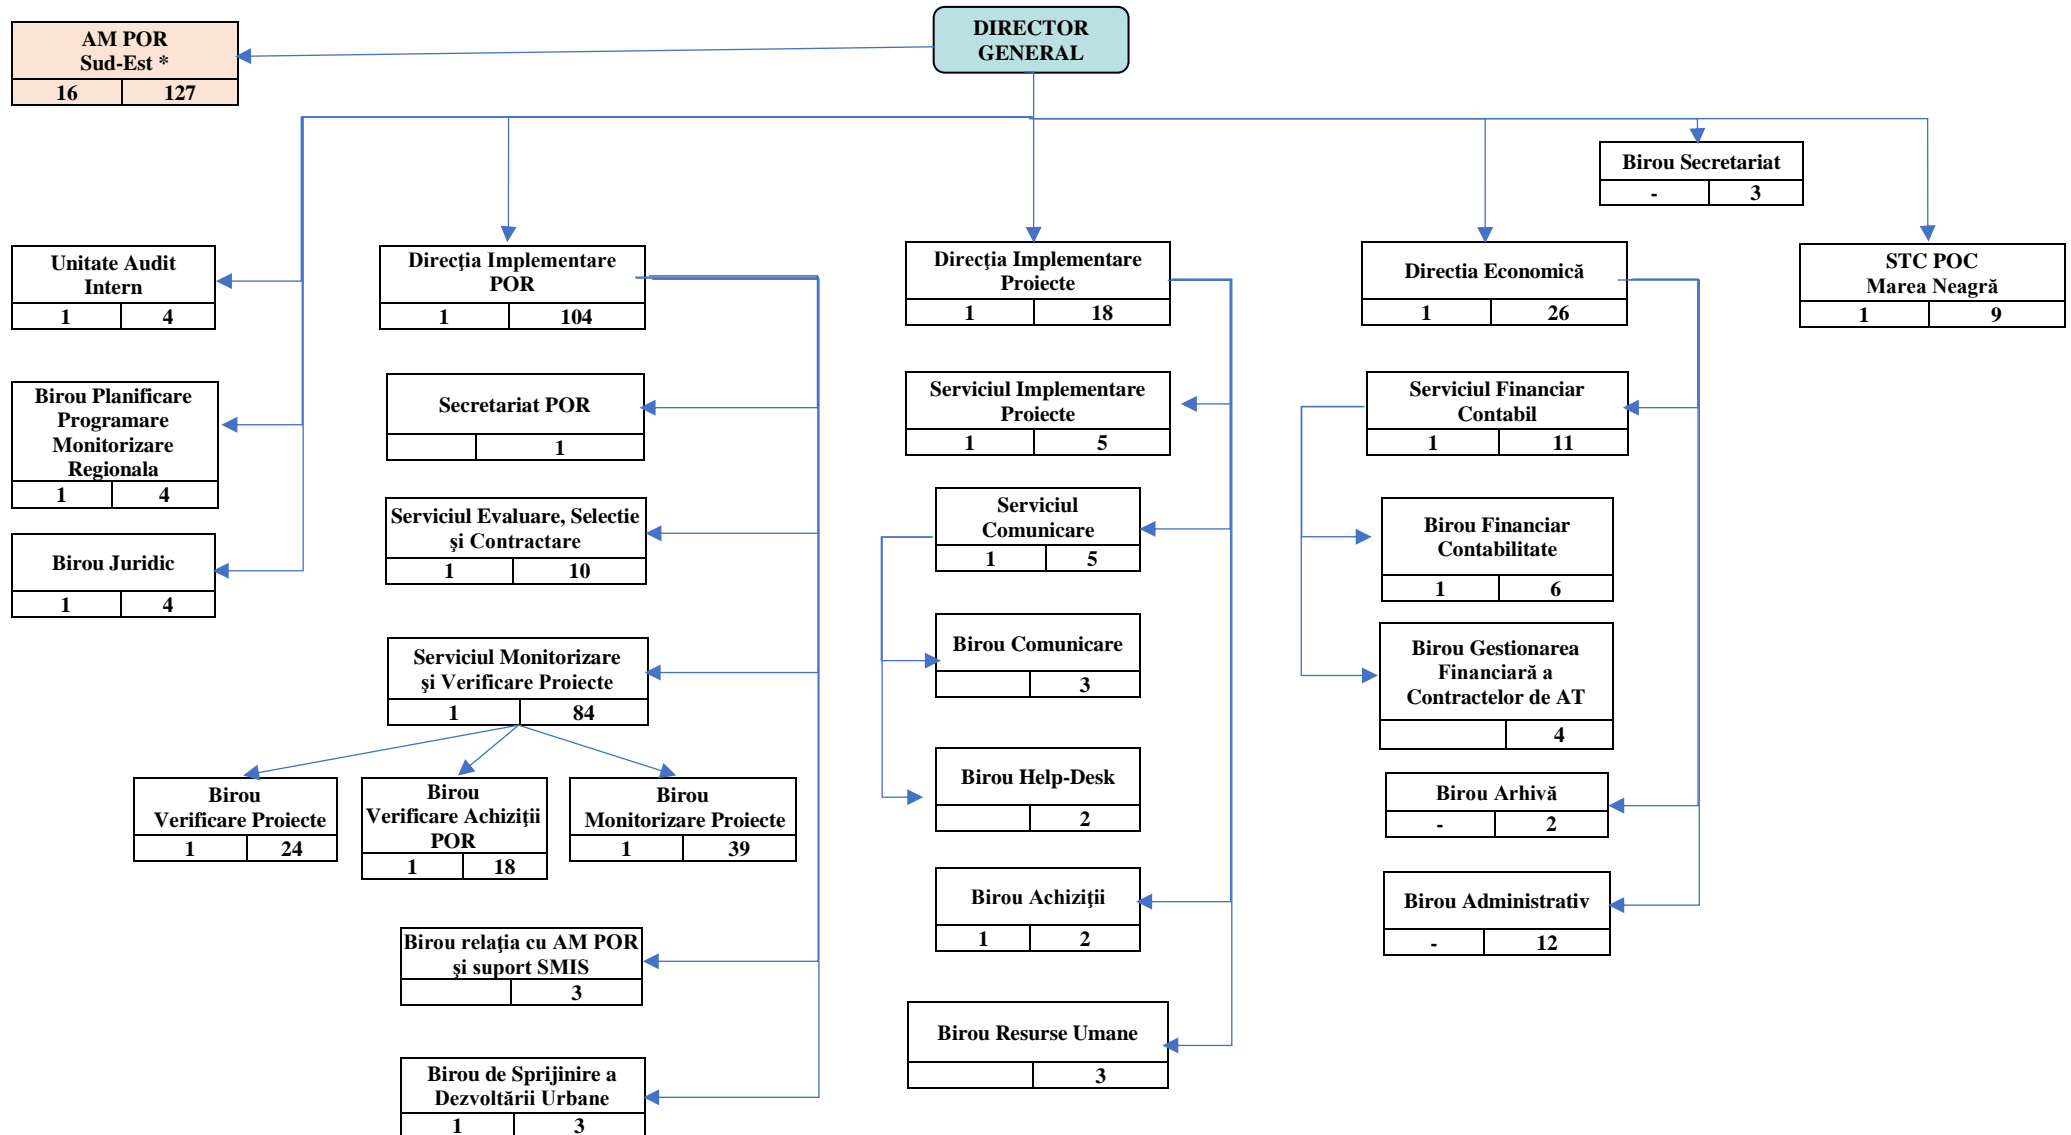 DIRECTOR
GENERAL
AM POR
Sud-Est *
16 127
Birou Secretariat
- 3
Unitate Audit
Intern
1 4
Birou Planificare
Programare
Monitorizare
Regionala
1 4
Birou Juridic
1 4
Direcţia Implementare
POR
1 104
Secretariat POR
1
Serviciul Evaluare, Selectie
şi Contractare
1 10
Serviciul Monitorizare
şi Verificare Proiecte
1 84
Birou
Verificare Proiecte
1 24
Birou
Verificare Achiziţii
POR
1 18
Birou
Monitorizare Proiecte
1 39
Birou relaţia cu AM POR
şi suport SMIS
3
Birou de Sprijinire a
Dezvoltării Urbane
1 3
Direcţia Implementare
Proiecte
1 18
Serviciul Implementare
Proiecte
1 5
Serviciul
Comunicare
1 5
Birou Comunicare
3
Birou Help-Desk
2
Birou Achiziţii
1 2
Birou Resurse Umane
3
Directia Economică
1 26
Serviciul Financiar
Contabil
1 11
Birou Financiar
Contabilitate
1 6
Birou Gestionarea
Financiară a
Contractelor de AT
4
Birou Arhivă
- 2
Birou Administrativ
- 12
STC POC
Marea Neagră
1 9